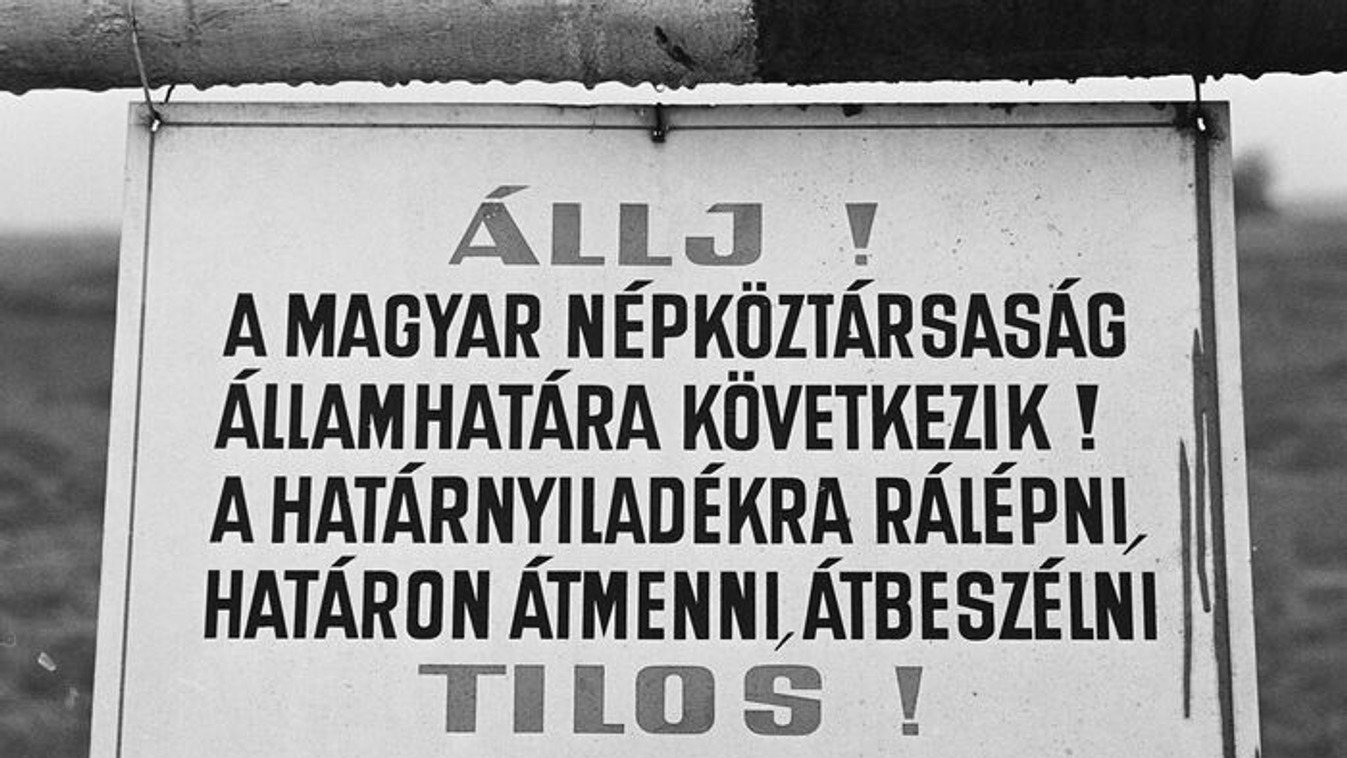 ÁLLJ !
A MAGYAR NÉPKÖZTÁRSASÁG
ÁLLAMHATÁRA KÖVETKEZIK !
A HATÁRNYILADÉKRA RÁLÉPNI,
HATÁRON ÁTMENNI, ÁTBESZÉLNI
TILOS !